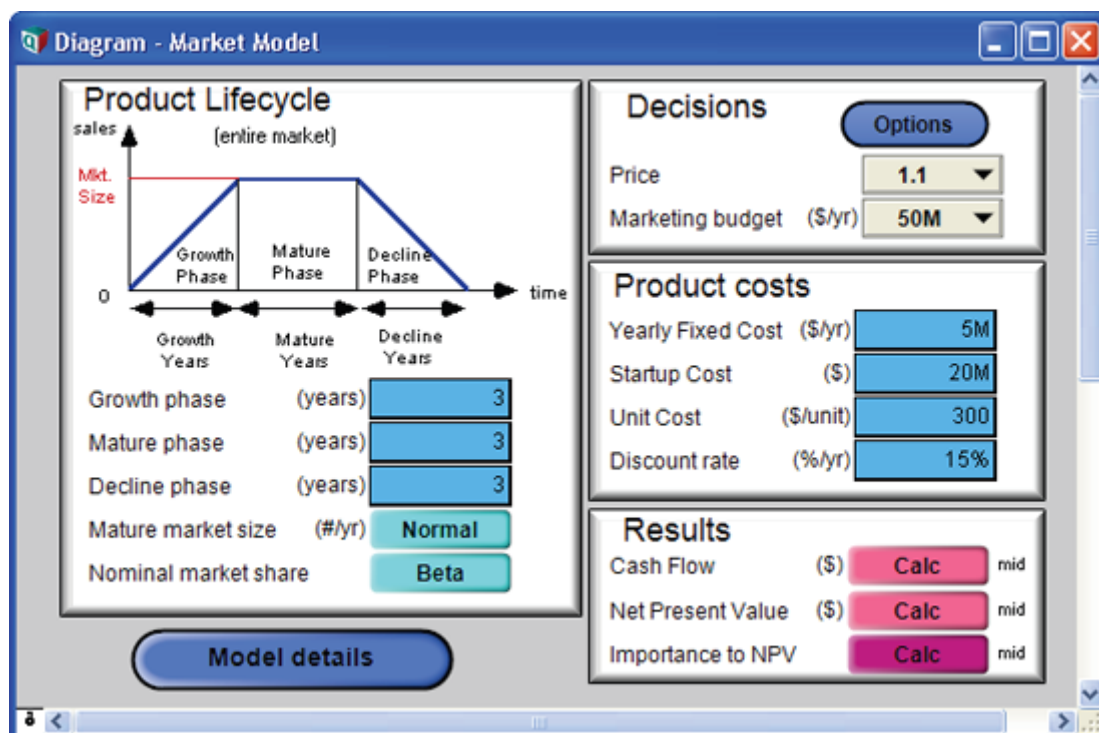 Diagram - Market Model
Product Lifecycle
sales
(entire market)
Mkt.
Size
Growth
Phase
Mature
Phase
Decline
Phase
0
time
Growth
Years
Mature
Years
Decline
Years
Growth phase (years) 3
Mature phase (years) 3
Decline phase (years) 3
Mature market size (#/yr) Normal
Nominal market share Beta
Model details
Decisions
Options
Price 1.1
Marketing budget ($/yr) 50M
Product costs
Yearly Fixed Cost ($/yr) 5M
Startup Cost ($) 20M
Unit Cost ($/unit) 300
Discount rate (%/yr) 15%
Results
Cash Flow ($) Calc mid
Net Present Value ($) Calc mid
Importance to NPV Calc mid